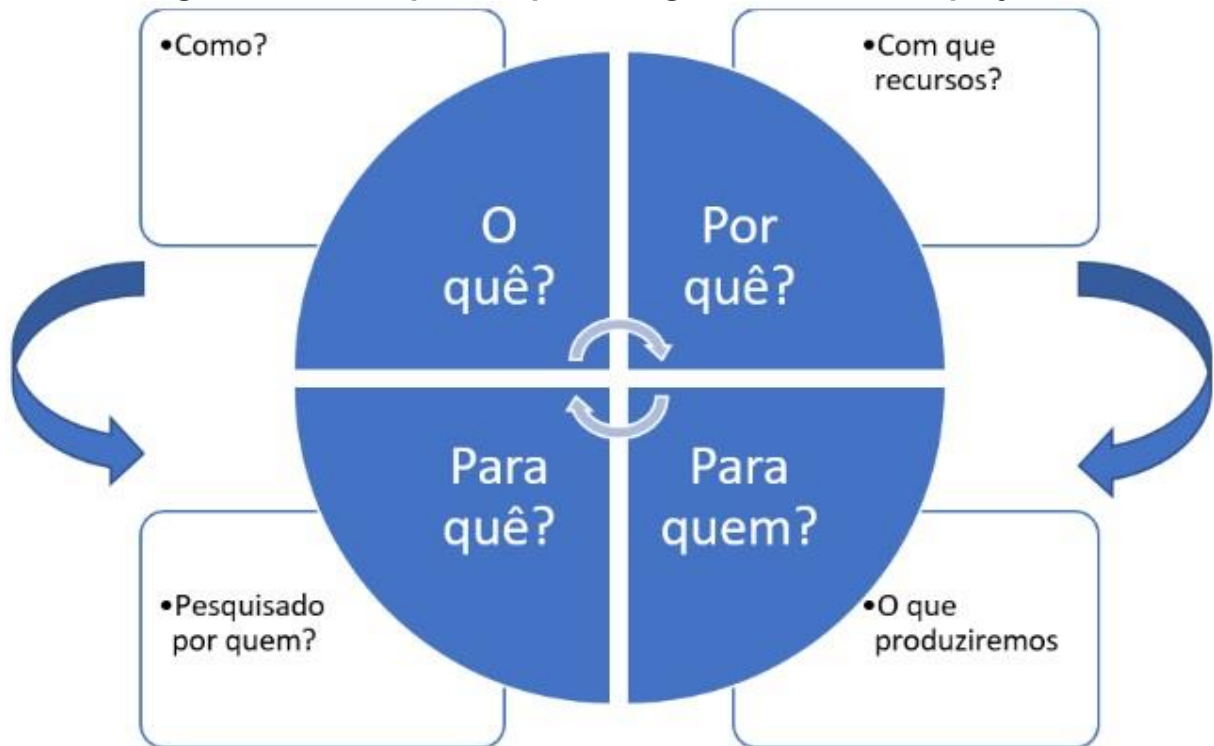 •Como?
•Com que
recursos?
O
quê?
Por
quê?
Para
quê?
Para
quem?
•Pesquisado
por quem?
•O que
produziremos